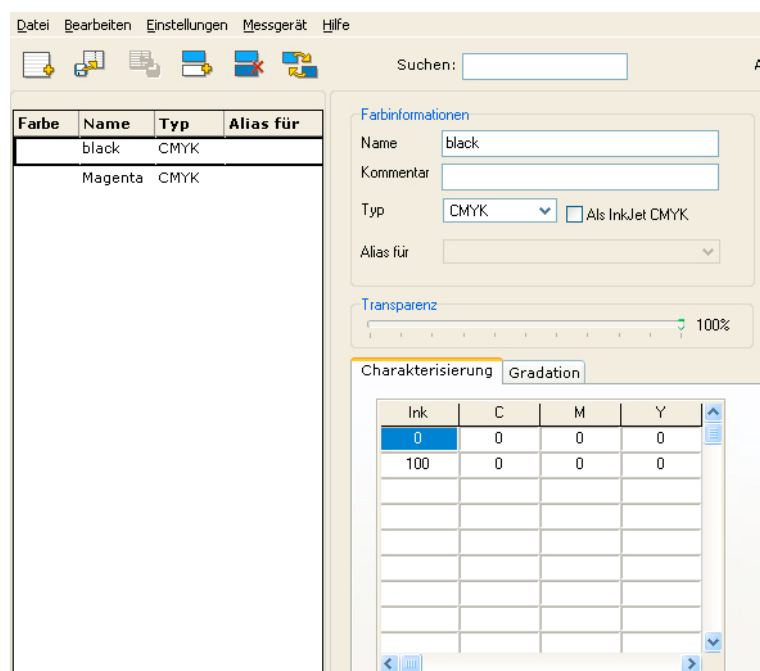 Datei Bearbeiten Einstellungen Messgerät Hilfe
Suchen:
Farbe Name Typ Alias für
black CMYK
Magenta CMYK
Farbinformationen
Name black
Kommentar
Typ CMYK Als InkJet CMYK
Alias für
Transparenz
100%
Charakterisierung Gradation
Ink C M Y
0 0 0 0
100 0 0 0